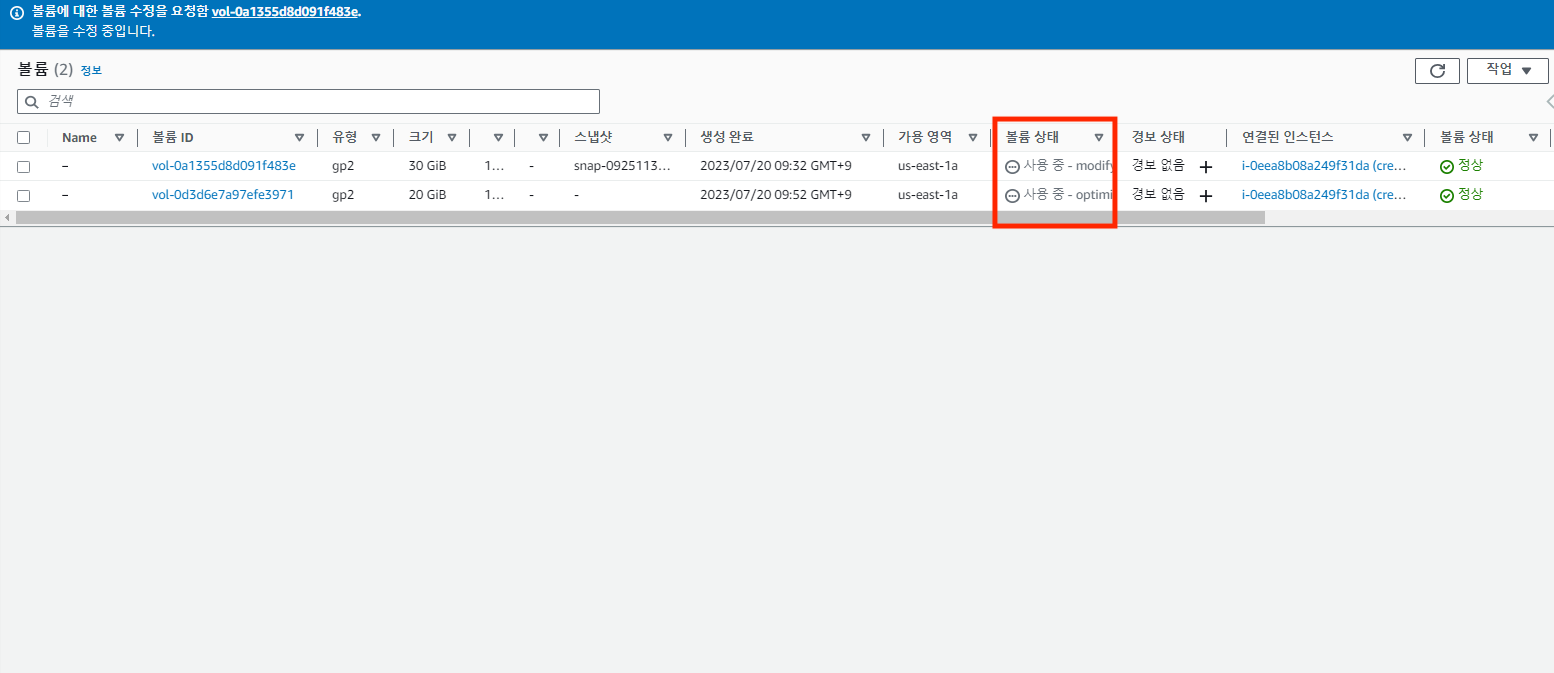 볼륨에 대한 볼륨 수정을 요청함 vol-0a1355d8d091f483e.
볼륨을 수정 중입니다.
볼륨 (2) 정보
작업
검색
Name 볼륨 ID 유형 크기 스냅샷 생성 완료 가용 영역 볼륨 상태 경보 상태 연결된 인스턴스 볼륨 상태
– vol-0a1355d8d091f483e gp2 30 GiB 1... - snap-0925113... 2023/07/20 09:32 GMT+9 us-east-1a 사용 중 - modify 경보 없음 + i-0eea8b08a249f31da (cre... 정상
– vol-0d3d6e7a97efe3971 gp2 20 GiB 1... - - 2023/07/20 09:52 GMT+9 us-east-1a 사용 중 - optimi 경보 없음 + i-0eea8b08a249f31da (cre... 정상